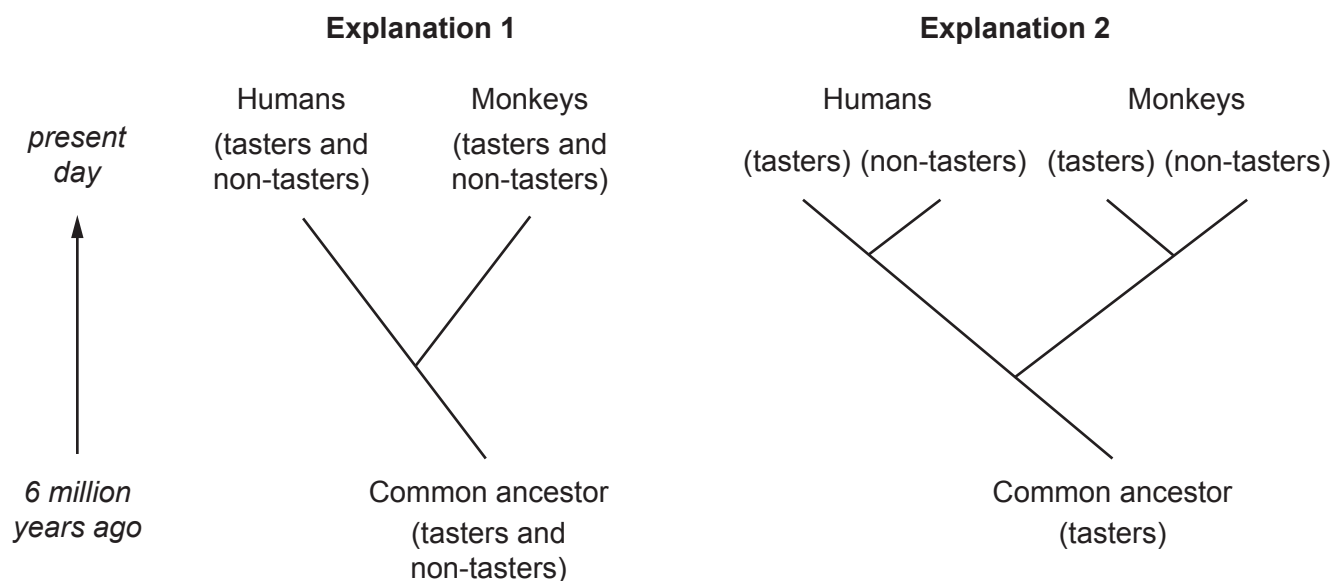 Explanation 1
Explanation 2
Humans
Monkeys
Humans
Monkeys
present
day
(tasters and
non-tasters)
(tasters and
non-tasters)
(tasters) (non-tasters)
(tasters) (non-tasters)
6 million
years ago
Common ancestor
(tasters and
non-tasters)
Common ancestor
(tasters)